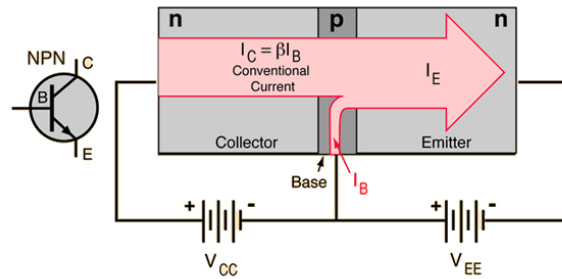 n
p
n
NPN
C
B
E
I_C = βI_B
Conventional
Current
I_E
Collector
Emitter
Base
I_B
+
-
+
-
V_CC
V_EE